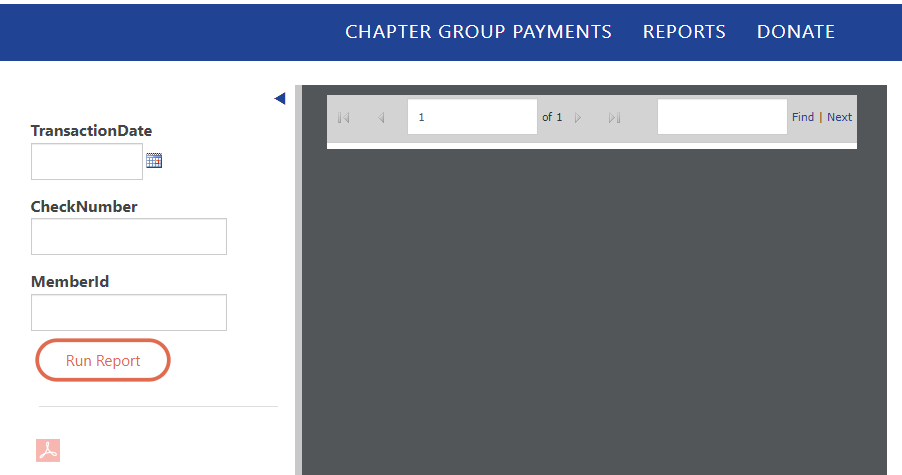 CHAPTER GROUP PAYMENTS REPORTS DONATE
1 of 1 Find | Next
TransactionDate
CheckNumber
MemberId
Run Report